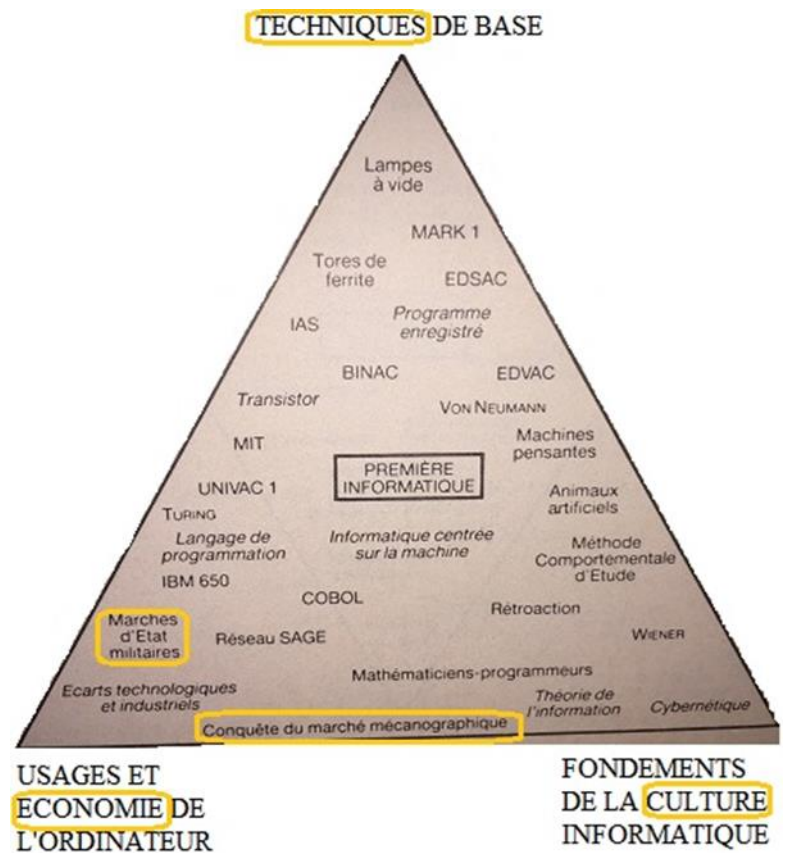 TECHNIQUES DE BASE
Lampes
à vide
MARK 1
Tores de
ferrite
EDSAC
IAS
Programme
enregistré
BINAC
EDVAC
Transistor
VON NEUMANN
MIT
Machines
pensantes
PREMIÈRE
INFORMATIQUE
UNIVAC 1
Animaux
artificiels
TURING
Langage de
programmation
Informatique centrée
sur la machine
Méthode
Comportementale
d'Etude
IBM 650
COBOL
Rétroaction
Marches
d'Etat
militaires
Réseau SAGE
WIENER
Mathématiciens-programmeurs
Ecarts technologiques
et industriels
Théorie de
l'information
Cybernétique
Conquête du marché mécanographique
USAGES ET
ECONOMIE DE
L'ORDINATEUR
FONDEMENTS
DE LA CULTURE
INFORMATIQUE